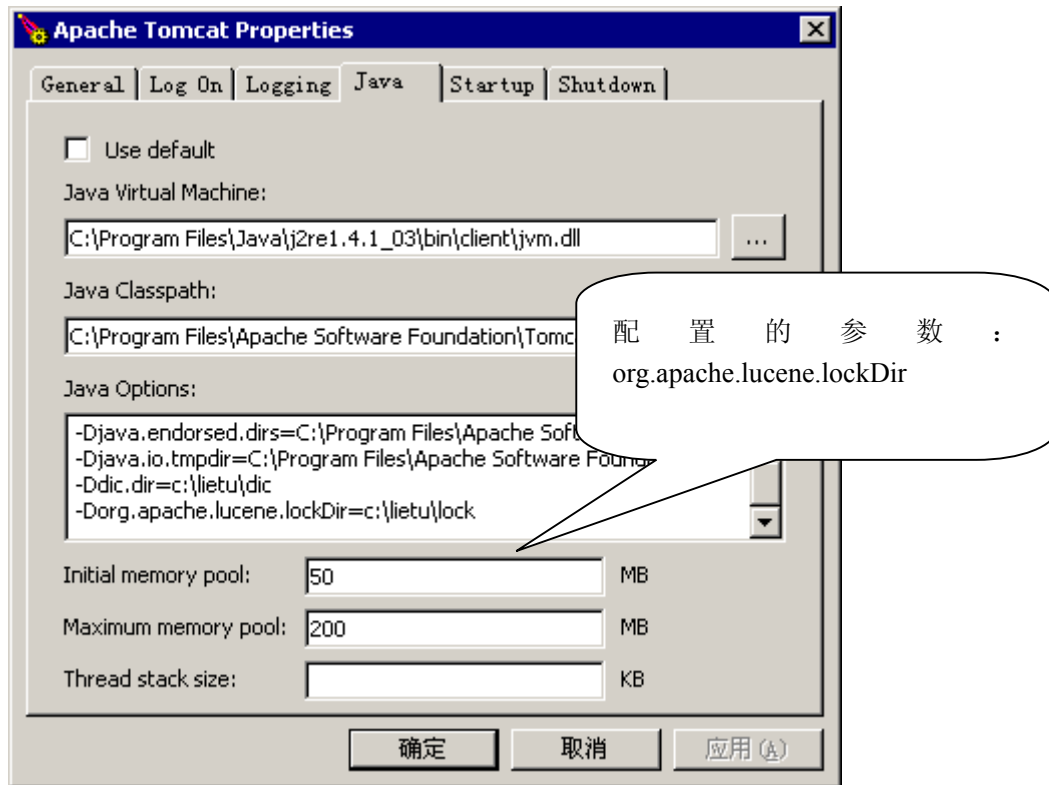 Apache Tomcat Properties
General Log On Logging Java Startup Shutdown
Use default
Java Virtual Machine:
C:\Program Files\Java\j2re1.4.1_03\bin\client\jvm.dll ...
Java Classpath:
C:\Program Files\Apache Software Foundation\Tomc
配置的参数：
org.apache.lucene.lockDir
Java Options:
-Djava.endorsed.dirs=C:\Program Files\Apache Soft
-Djava.io.tmpdir=C:\Program Files\Apache Software
-Ddic.dir=c:\lietu\dic
-Dorg.apache.lucene.lockDir=c:\lietu\lock
Initial memory pool: 50 MB
Maximum memory pool: 200 MB
Thread stack size: KB
确定 取消 应用(A)